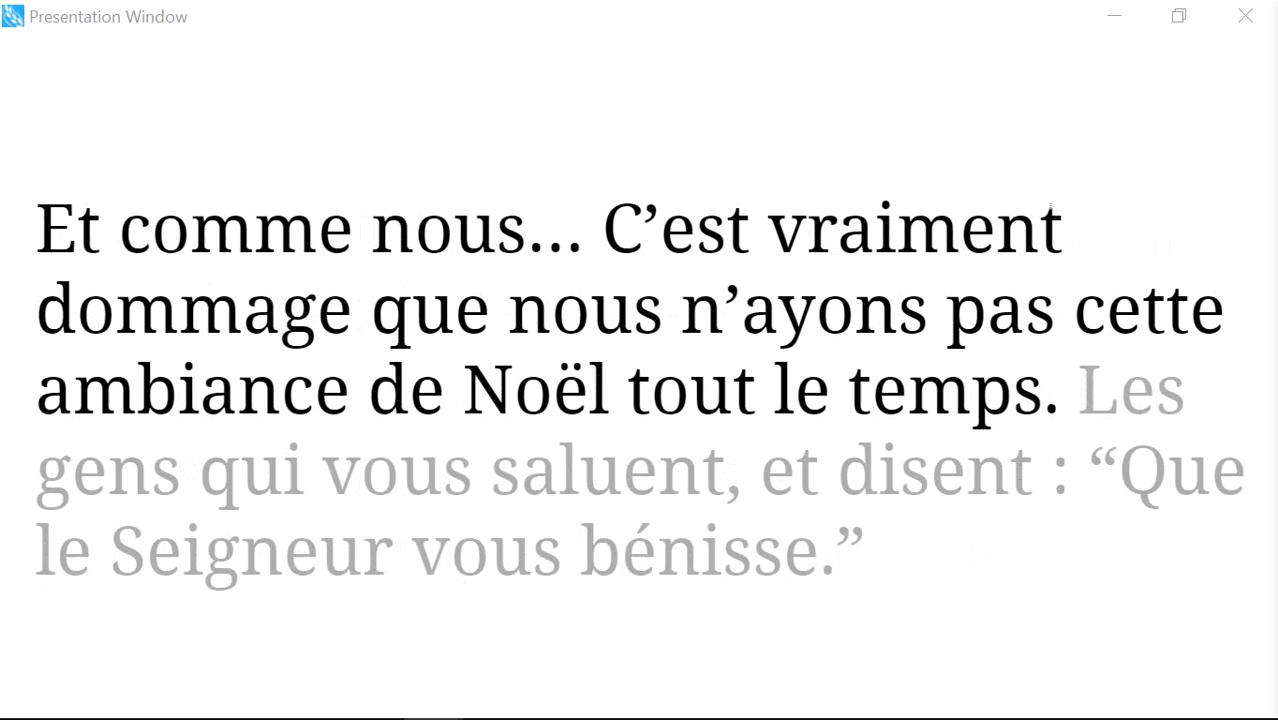 Presentation Window
Et comme nous... C’est vraiment
dommage que nous n’ayons pas cette
ambiance de Noël tout le temps. Les
gens qui vous saluent, et disent : “Que
le Seigneur vous bénisse.”